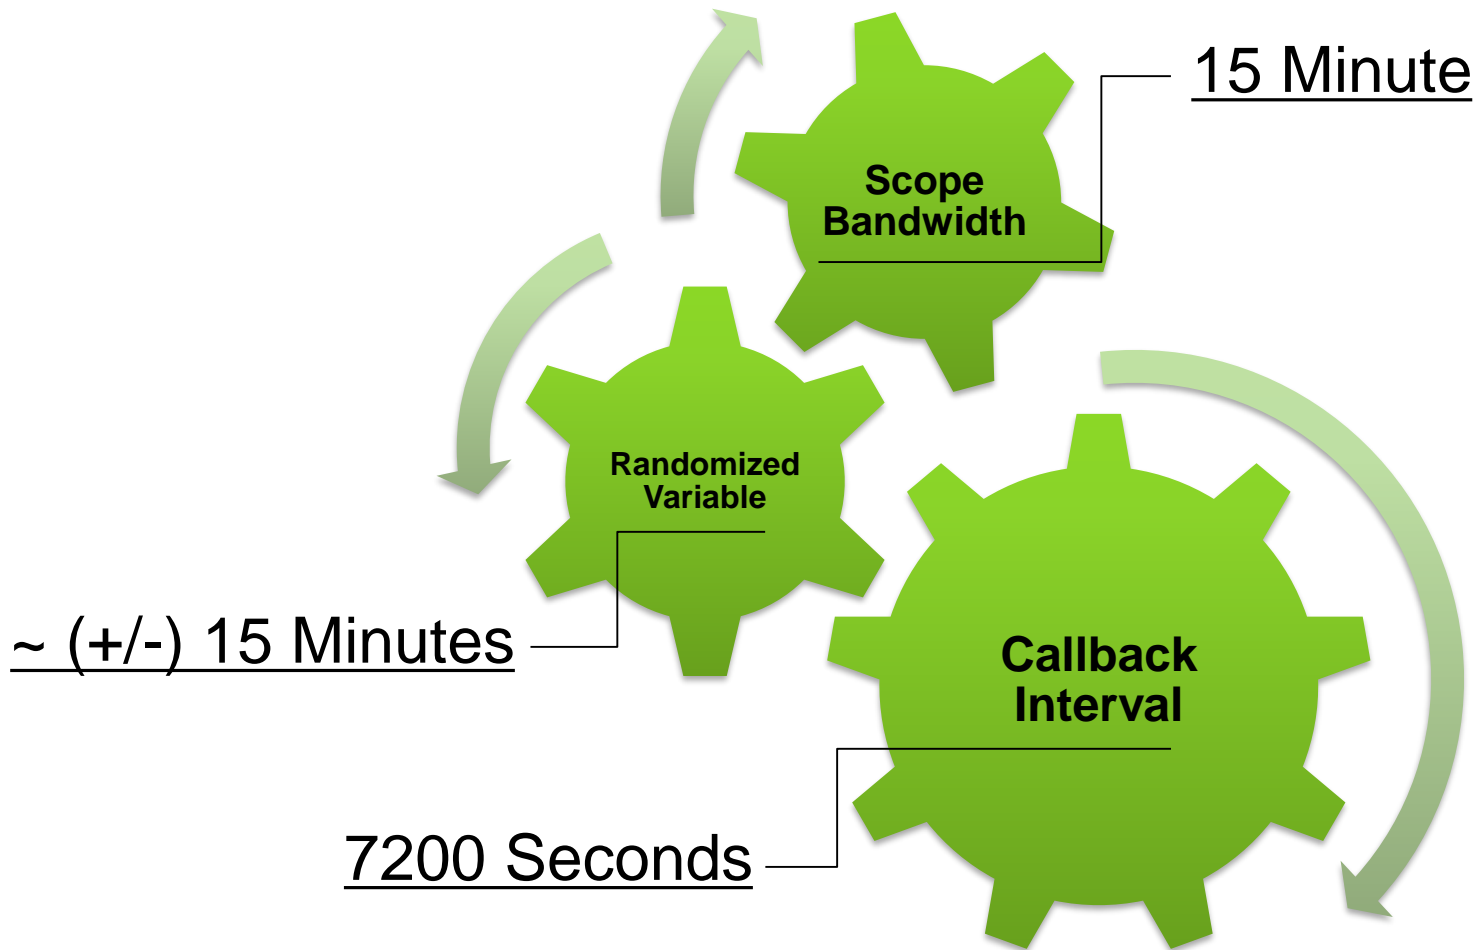 15 Minute
Scope
Bandwidth
Randomized
Variable
~ (+/-) 15 Minutes
Callback
Interval
7200 Seconds